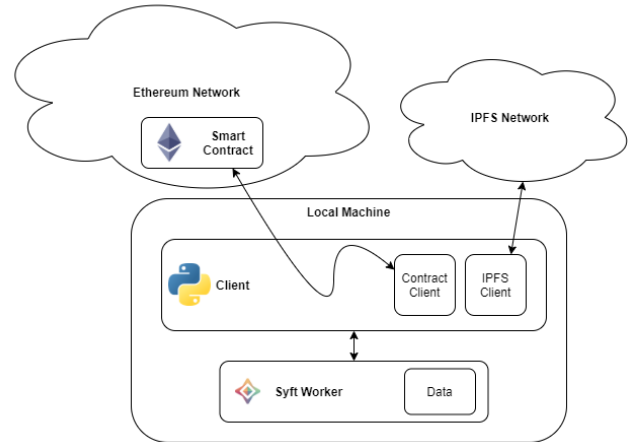 Ethereum Network
Smart
Contract
IPFS Network
Local Machine
Client
Contract
Client
IPFS
Client
Syft Worker
Data